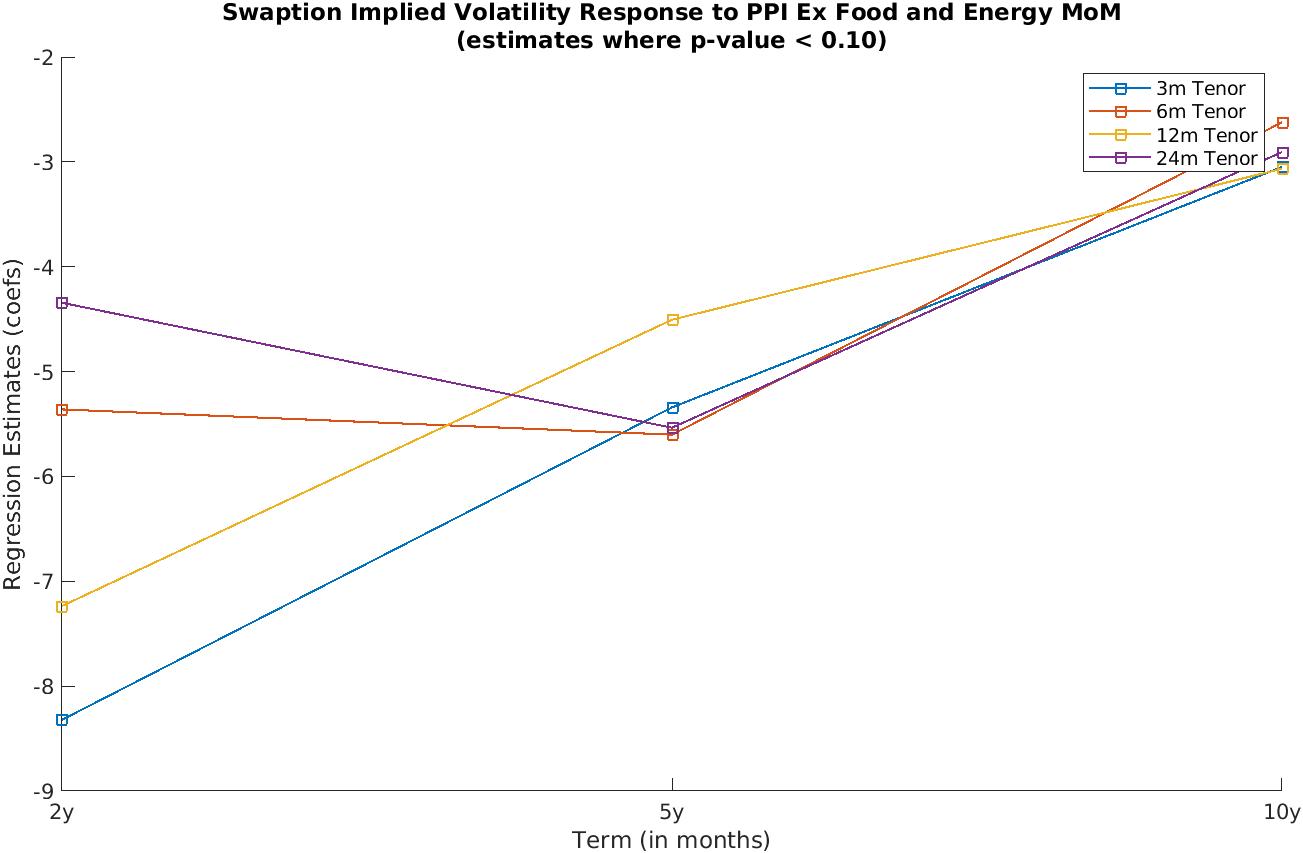 Swaption Implied Volatility Response to PPI Ex Food and Energy MoM
(estimates where p-value < 0.10)
Regression Estimates (coefs)
-2
-3
-4
-5
-6
-7
-8
-9
3m Tenor
6m Tenor
12m Tenor
24m Tenor
2y
5y
10y
Term (in months)